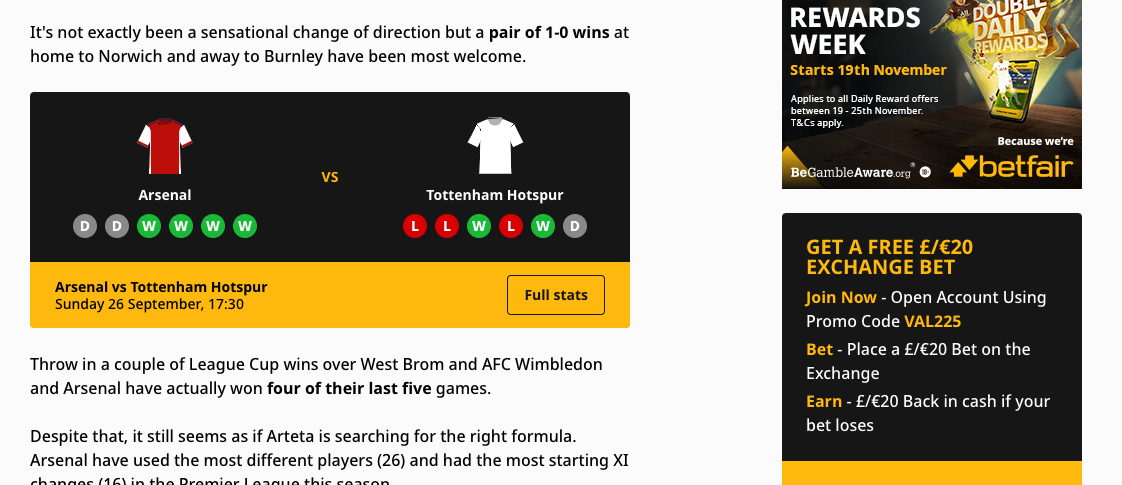 It's not exactly been a sensational change of direction but a pair of 1-0 wins at
home to Norwich and away to Burnley have been most welcome.
Arsenal
D D W W W W
VS
Tottenham Hotspur
L L W L W D
Arsenal vs Tottenham Hotspur
Sunday 26 September, 17:30
Full stats
Throw in a couple of League Cup wins over West Brom and AFC Wimbledon
and Arsenal have actually won four of their last five games.
Despite that, it still seems as if Arteta is searching for the right formula.
Arsenal have used the most different players (26) and had the most starting XI
changes (16) in the Premier League this season.
REWARDS
WEEK
Starts 19th November
Applies to all Daily Reward offers
between 19 - 25th November.
T&Cs apply.
DOUBLE
DAILY
REWARDS
Because we're
betfair
BeGambleAware.org®
18+
GET A FREE £/€20
EXCHANGE BET
Join Now - Open Account Using
Promo Code VAL225
Bet - Place a £/€20 Bet on the
Exchange
Earn - £/€20 Back in cash if your
bet loses